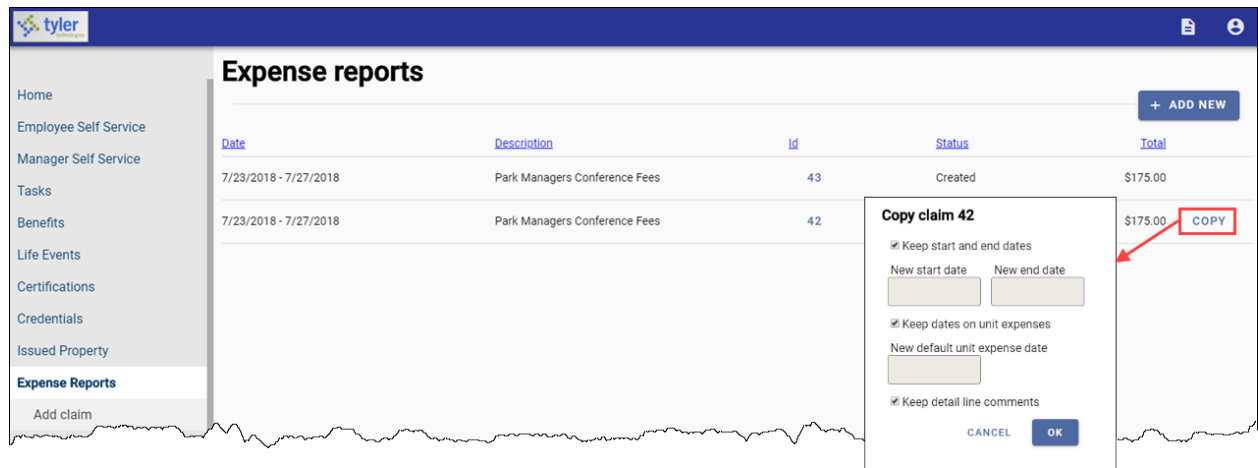 tyler
technologies
Expense reports
Home
+ ADD NEW
Employee Self Service
Date Description Id Status Total
Manager Self Service
7/23/2018 - 7/27/2018 Park Managers Conference Fees 43 Created $175.00
Tasks
Benefits
7/23/2018 - 7/27/2018 Park Managers Conference Fees 42 $175.00 COPY
Life Events
Certifications
Credentials
Issued Property
Expense Reports
Add claim
Copy claim 42
Keep start and end dates
New start date New end date
Keep dates on unit expenses
New default unit expense date
Keep detail line comments
CANCEL OK